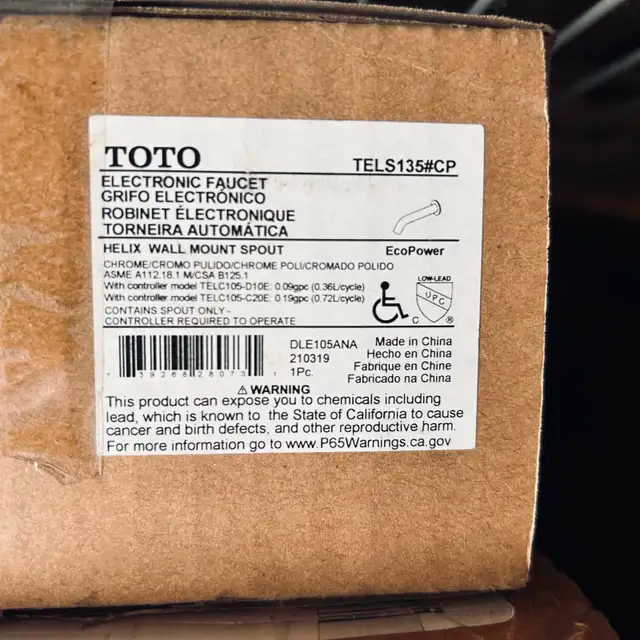 TOTO
TELS135#CP
ELECTRONIC FAUCET
GRIFO ELECTRÓNICO
ROBINET ÉLECTRONIQUE
TORNEIRA AUTOMÁTICA
HELIX WALL MOUNT SPOUT
EcoPower
CHROME/CROMO PULIDO/CHROME POLI/CROMADO POLIDO
ASME A112.18.1 M/CSA B125.1
With controller model TELC105-D10E: 0.09gpc (0.36L/cycle)
With controller model TELC105-C20E: 0.19gpc (0.72L/cycle)
CONTAINS SPOUT ONLY -
CONTROLLER REQUIRED TO OPERATE
LOW-LEAD
UPC
C ®
DLE105ANA
210319
1Pc.
Made in China
Hecho en China
Fabrique en Chine
Fabricado na China
⚠ WARNING
This product can expose you to chemicals including
lead, which is known to the State of California to cause
cancer and birth defects, and other reproductive harm.
For more information go to www.P65Warnings.ca.gov